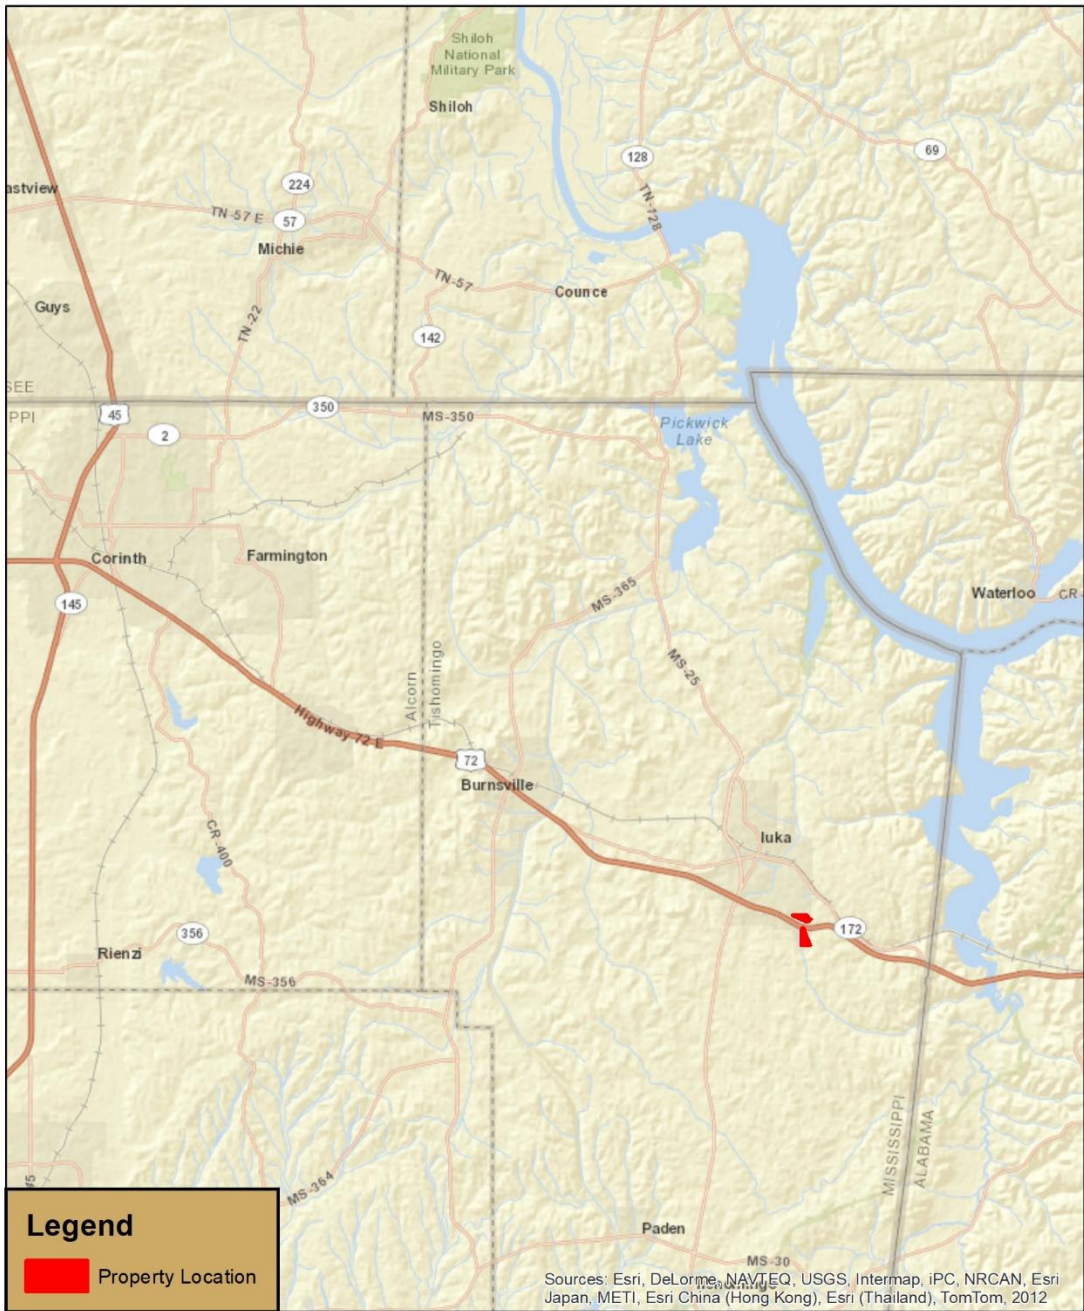 Shiloh
National
Military Park
Shiloh
128
69
astview
224
TN-57 E
57
TN-128
Michie
TN-57
Counce
Guys
TN-22
142
SEE
PPI
45
350
MS-350
2
Pickwick
Lake
Corinth
Farmington
145
MS-365
Waterloo
CR-
MS-25
Alcorn
Tishomingo
Highway 72 E
72
Burnsville
CR-400
Iuka
172
356
Rienzi
MS-356
MISSISSIPPI
ALABAMA
MS-364
Paden
MS-30
Legend
Property Location
Sources: Esri, DeLorme, NAVTEQ, USGS, Intermap, iPC, NRCAN, Esri
Japan, METI, Esri China (Hong Kong), Esri (Thailand), TomTom, 2012